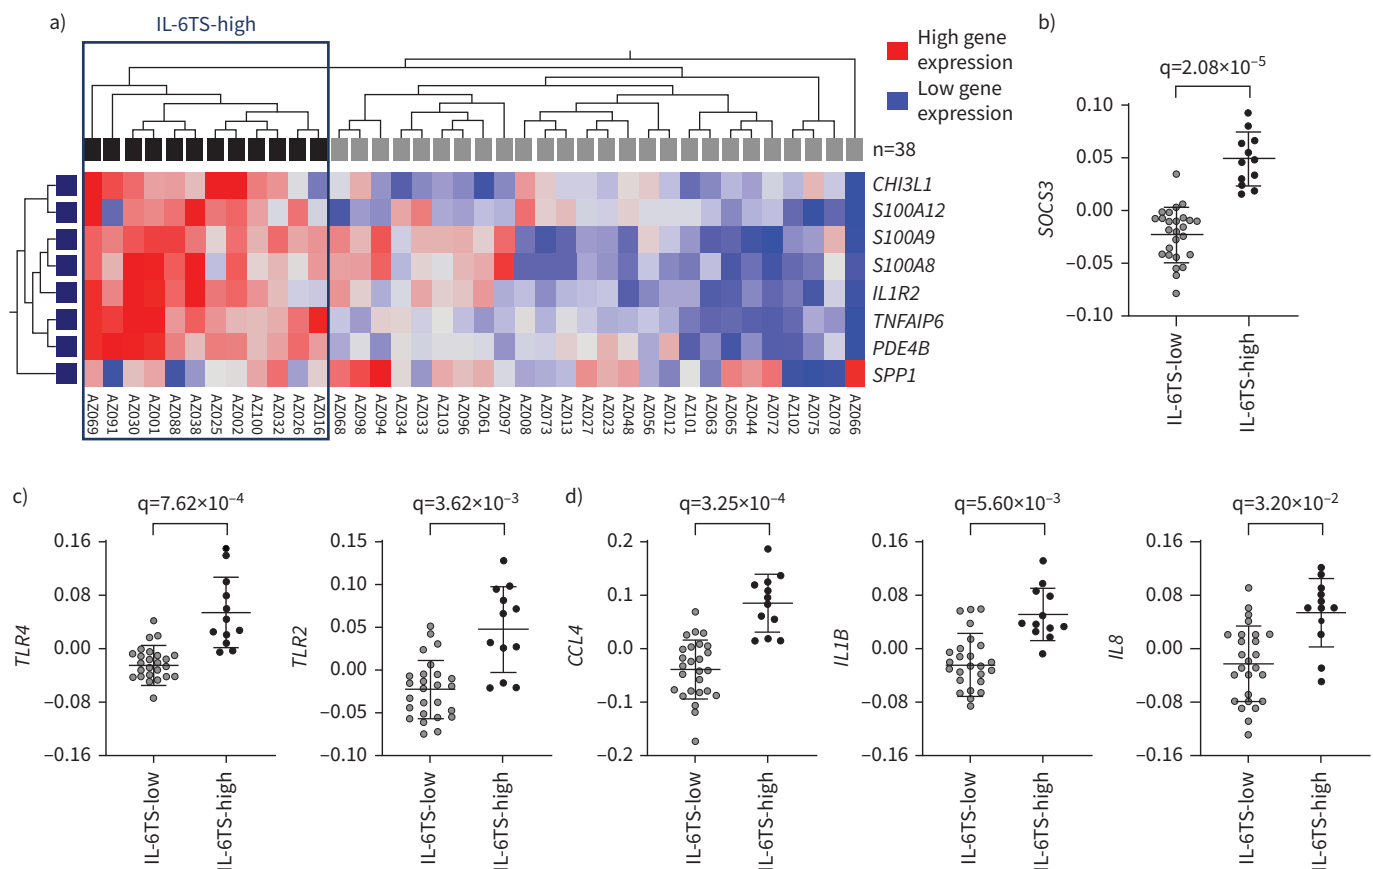 a)
IL-6TS-high
High gene
expression
Low gene
expression
n=38
CHI3L1
S100A12
S100A9
S100A8
IL1R2
TNFAIP6
PDE4B
SPP1
AZ069
AZ091
AZ030
AZ001
AZ088
AZ038
AZ025
AZ002
AZ100
AZ032
AZ026
AZ016
AZ068
AZ098
AZ094
AZ034
AZ033
AZ103
AZ096
AZ061
AZ097
AZ008
AZ073
AZ013
AZ027
AZ023
AZ048
AZ056
AZ012
AZ101
AZ063
AZ065
AZ044
AZ072
AZ102
AZ075
AZ078
AZ066
b)
q=2.08×10−5
SOCS3
0.10
0.05
0.00
−0.05
−0.10
IL-6TS-low
IL-6TS-high
c)
q=7.62×10−4
TLR4
0.16
0.08
0.00
−0.08
−0.16
IL-6TS-low
IL-6TS-high
q=3.62×10−3
TLR2
0.15
0.10
0.05
0.00
−0.05
−0.10
IL-6TS-low
IL-6TS-high
d)
q=3.25×10−4
CCL4
0.2
0.1
0.00
−0.1
−0.2
IL-6TS-low
IL-6TS-high
q=5.60×10−3
IL1B
0.16
0.08
0.00
−0.08
−0.16
IL-6TS-low
IL-6TS-high
q=3.20×10−2
IL8
0.16
0.08
0.00
−0.08
−0.16
IL-6TS-low
IL-6TS-high